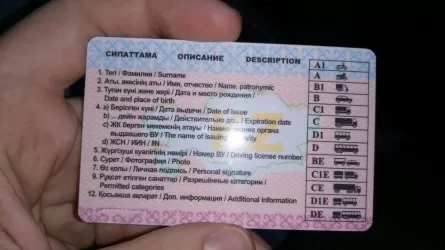 СИПАТТАМА ОПИСАНИЕ DESCRIPTION
1. Тегі / Фамилия / Surname
2. Аты, әкесінің аты / Имя, отчество / Name, patronymic
3. Туған күні және жері / Дата и место рождения /
Date and place of birth
4. a) Берілген күні / Дата выдачи / Date of issue
b) ... дейін жарамды / Действительно до... / Expiration date
c) ЖК берген мекеменің атауы / Наименование органа
выдавшего ВУ / The name of issuing
d) ЖСН / ИИН / IIN
5. Жүргізуші куәлігінің нөмірі / Номер ВУ / Driving license number
6. Сурет / Фотография / Photo
7. Өз қолы / Личная подпись / Personal signature
9. Рұқсат етілген санаттар / Разрешённые категории /
Permitted categories
12. Қосымша ақпарат / Доп. информация / Additional Information
A1
A
B1
B
C1
C
D1
D
BE
C1E
CE
D1E
DE